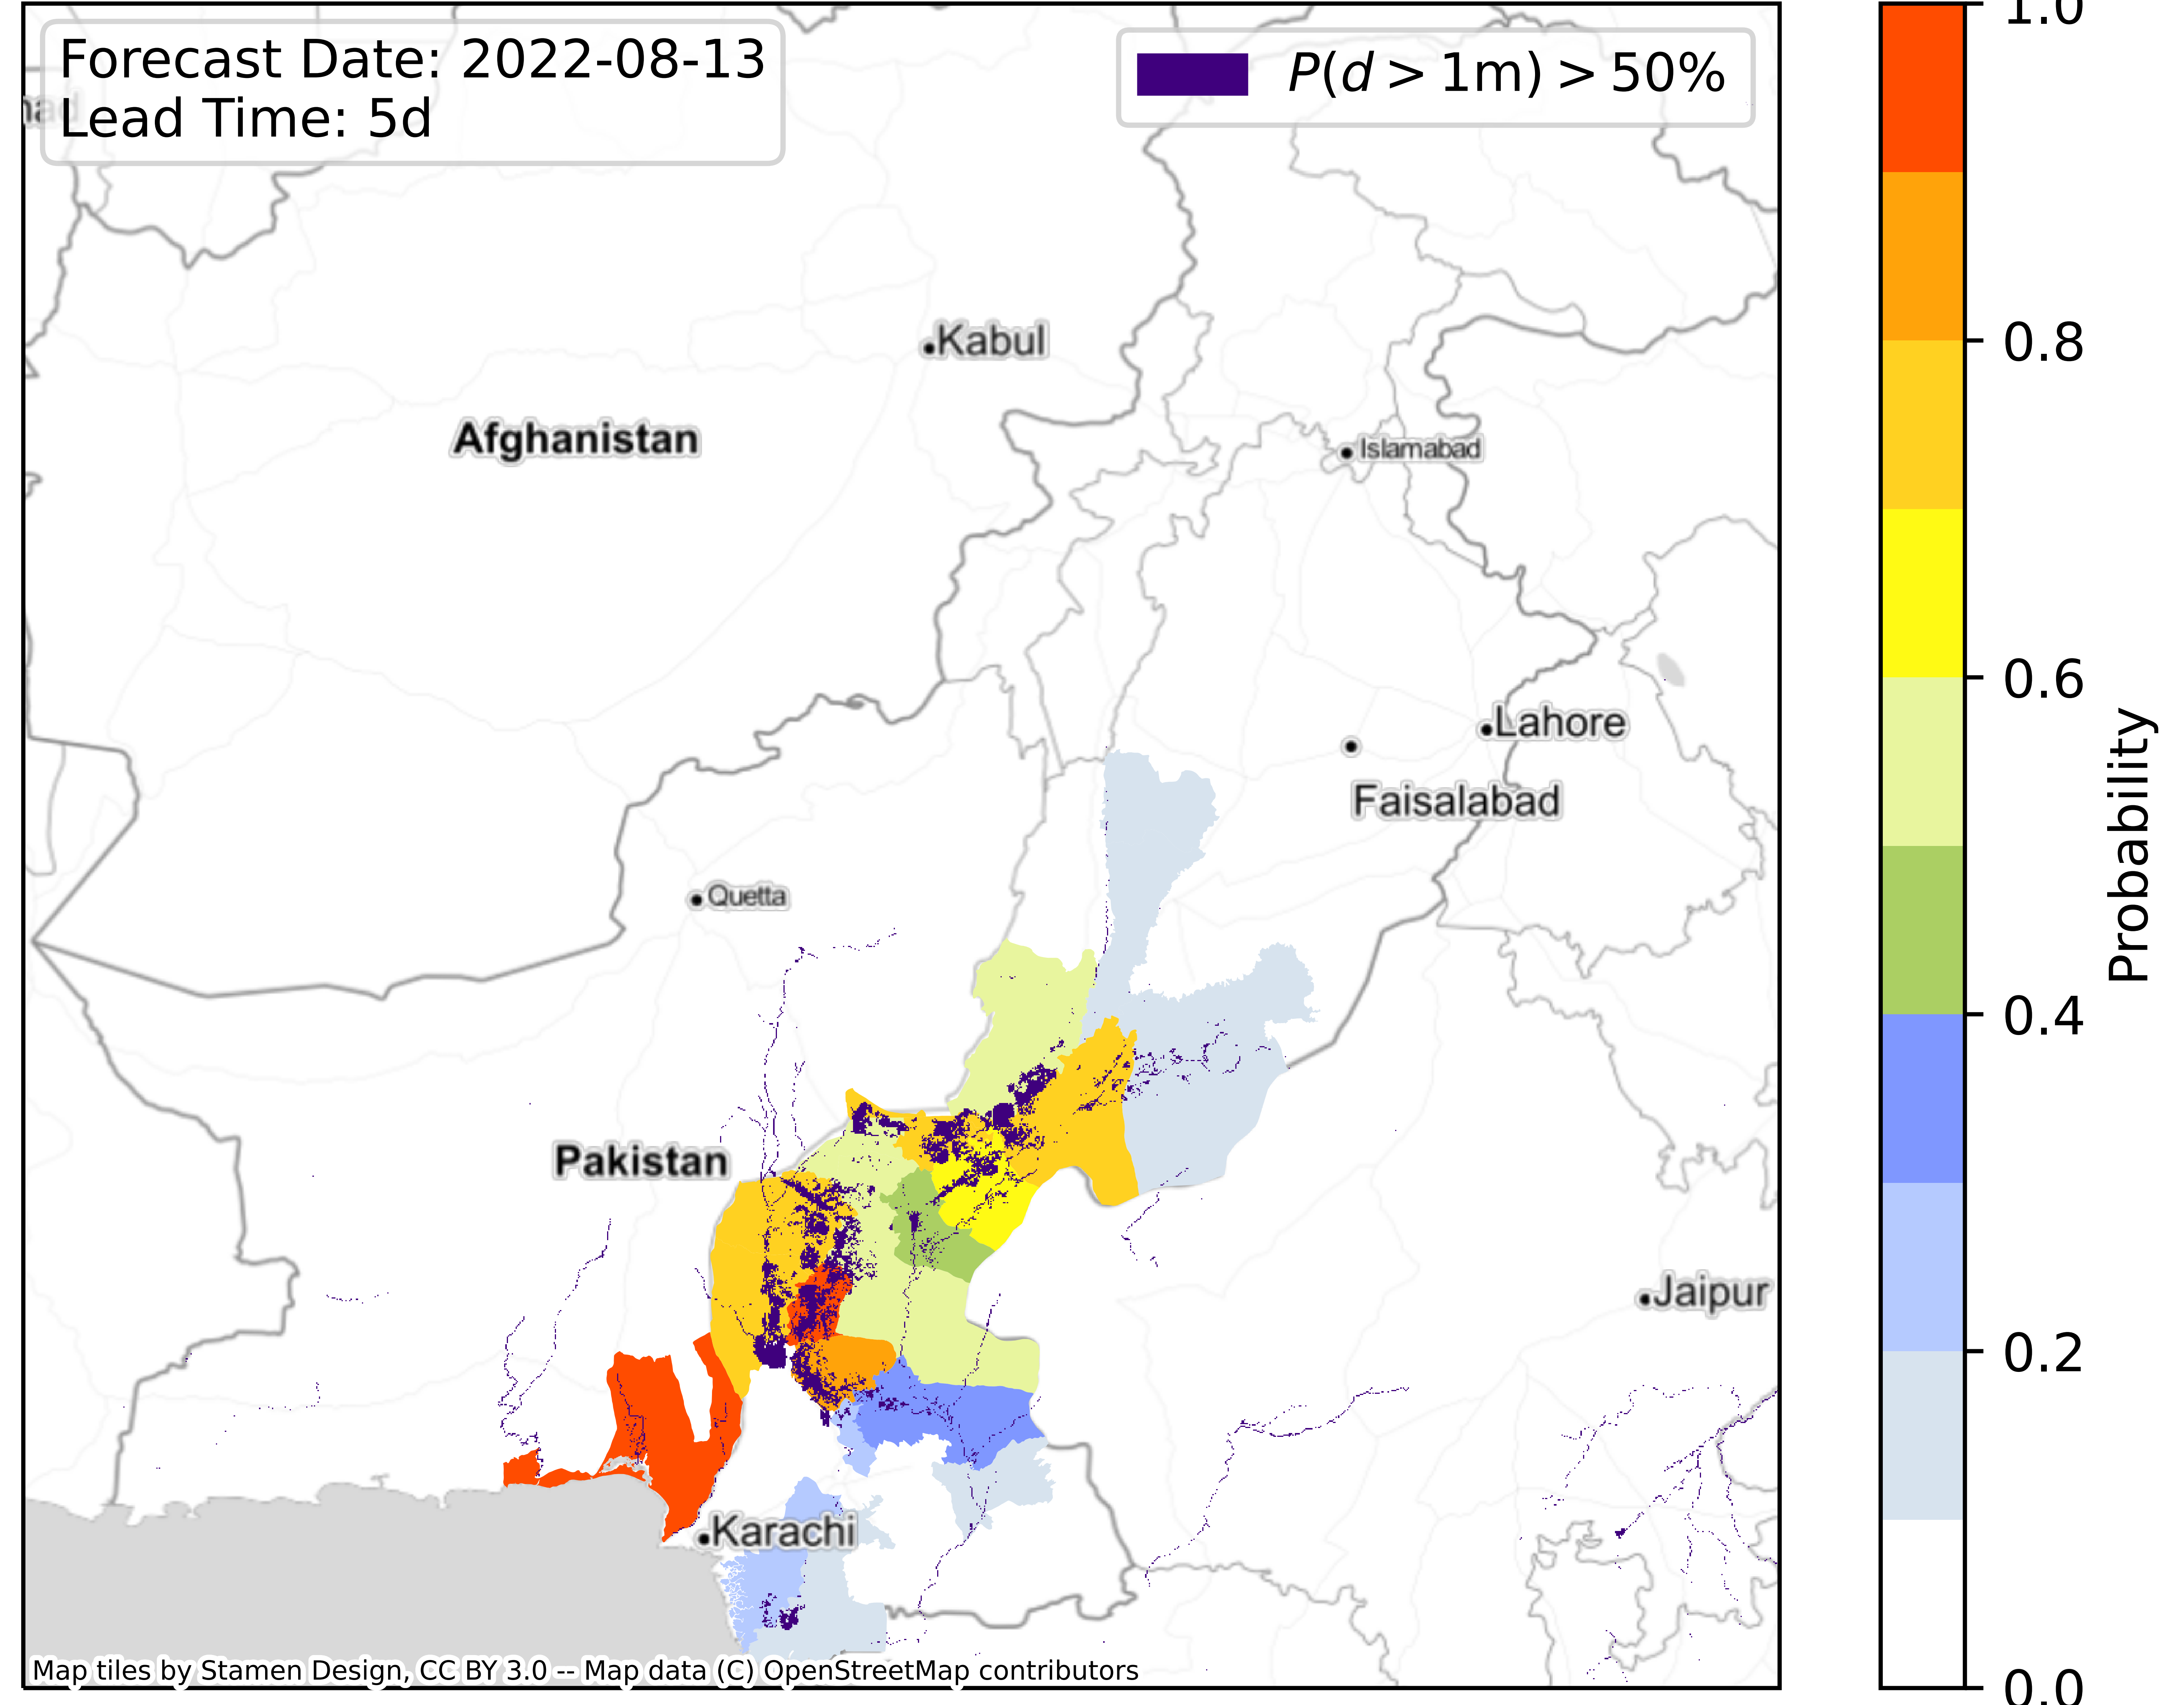 Forecast Date: 2022-08-13
Lead Time: 5d
P(d > 1m) > 50%
Kabul
Afghanistan
Islamabad
Lahore
Faisalabad
Quetta
Pakistan
Jaipur
Karachi
Map tiles by Stamen Design, CC BY 3.0 -- Map data (C) OpenStreetMap contributors
1.0
0.8
0.6
0.4
0.2
0.0
Probability